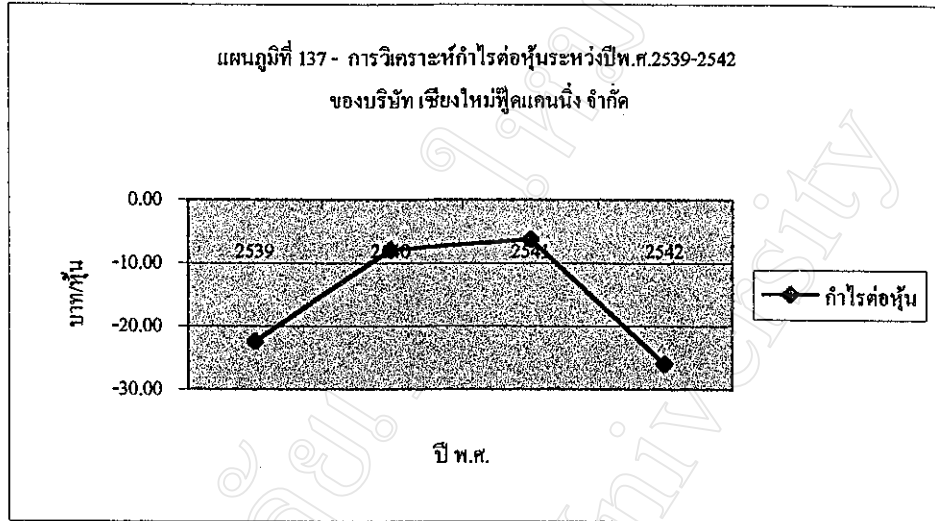 แผนภูมิที่ 137 - การวิเคราะห์กำไรต่อหุ้นระหว่งปีพ.ศ.2539-2542
ของบริษัท เชียงใหม่ฟู๊ดแคนนิ่ง จำกัด
0.00
-10.00
-20.00
-30.00
บาท/หุ้น
2539
2540
2541
2542
กำไรต่อหุ้น
ปี พ.ศ.
University